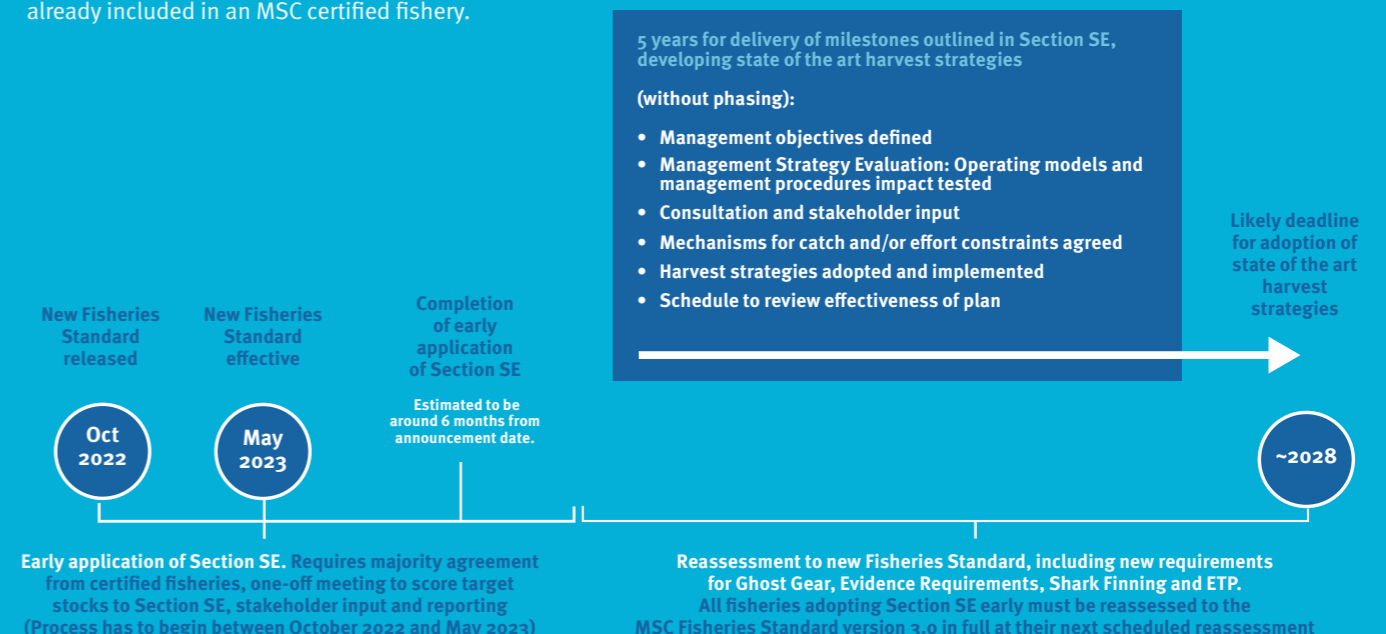 already included in an MSC certified fishery.
5 years for delivery of milestones outlined in Section SE,
developing state of the art harvest strategies
(without phasing):
• Management objectives defined
• Management Strategy Evaluation: Operating models and
management procedures impact tested
• Consultation and stakeholder input
• Mechanisms for catch and/or effort constraints agreed
• Harvest strategies adopted and implemented
• Schedule to review effectiveness of plan
Likely deadline
for adoption of
state of the art
harvest
strategies
New Fisheries
Standard
released
New Fisheries
Standard
effective
Completion
of early
application
of Section SE
Estimated to be
around 6 months from
announcement date.
Oct
2022
May
2023
~2028
Early application of Section SE. Requires majority agreement
from certified fisheries, one-off meeting to score target
stocks to Section SE, stakeholder input and reporting
(Process has to begin between October 2022 and May 2023)
Reassessment to new Fisheries Standard, including new requirements
for Ghost Gear, Evidence Requirements, Shark Finning and ETP.
All fisheries adopting Section SE early must be reassessed to the
MSC Fisheries Standard version 3.0 in full at their next scheduled reassessment